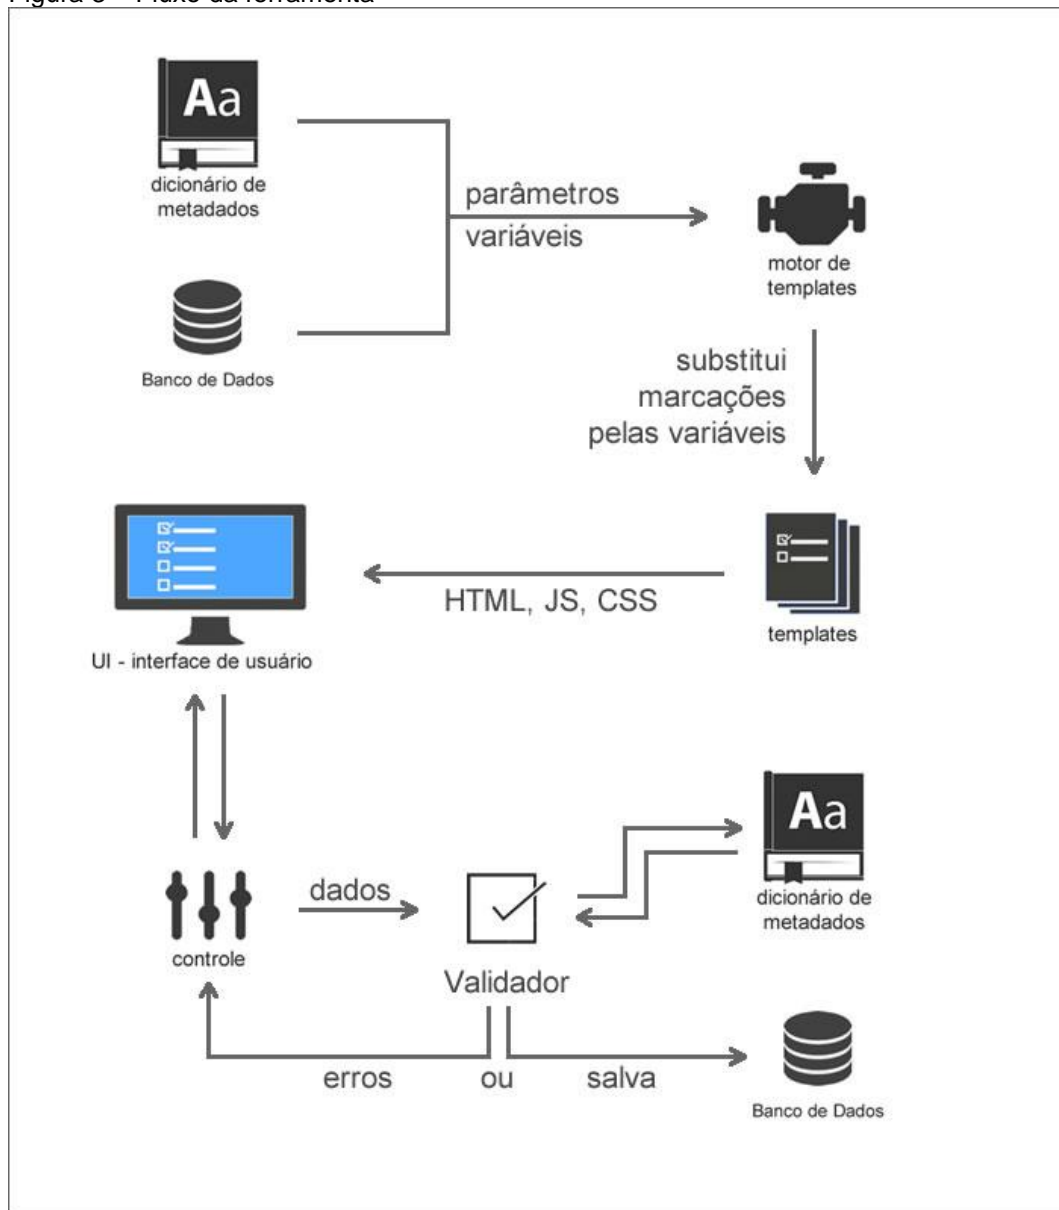 Aa
dicionário de
metadados
parâmetros
variáveis
motor de
templates
Banco de Dados
substitui
marcações
pelas variáveis
HTML, JS, CSS
templates
UI - interface de usuário
Aa
dados
dicionário de
metadados
controle
Validador
erros
ou
salva
Banco de Dados